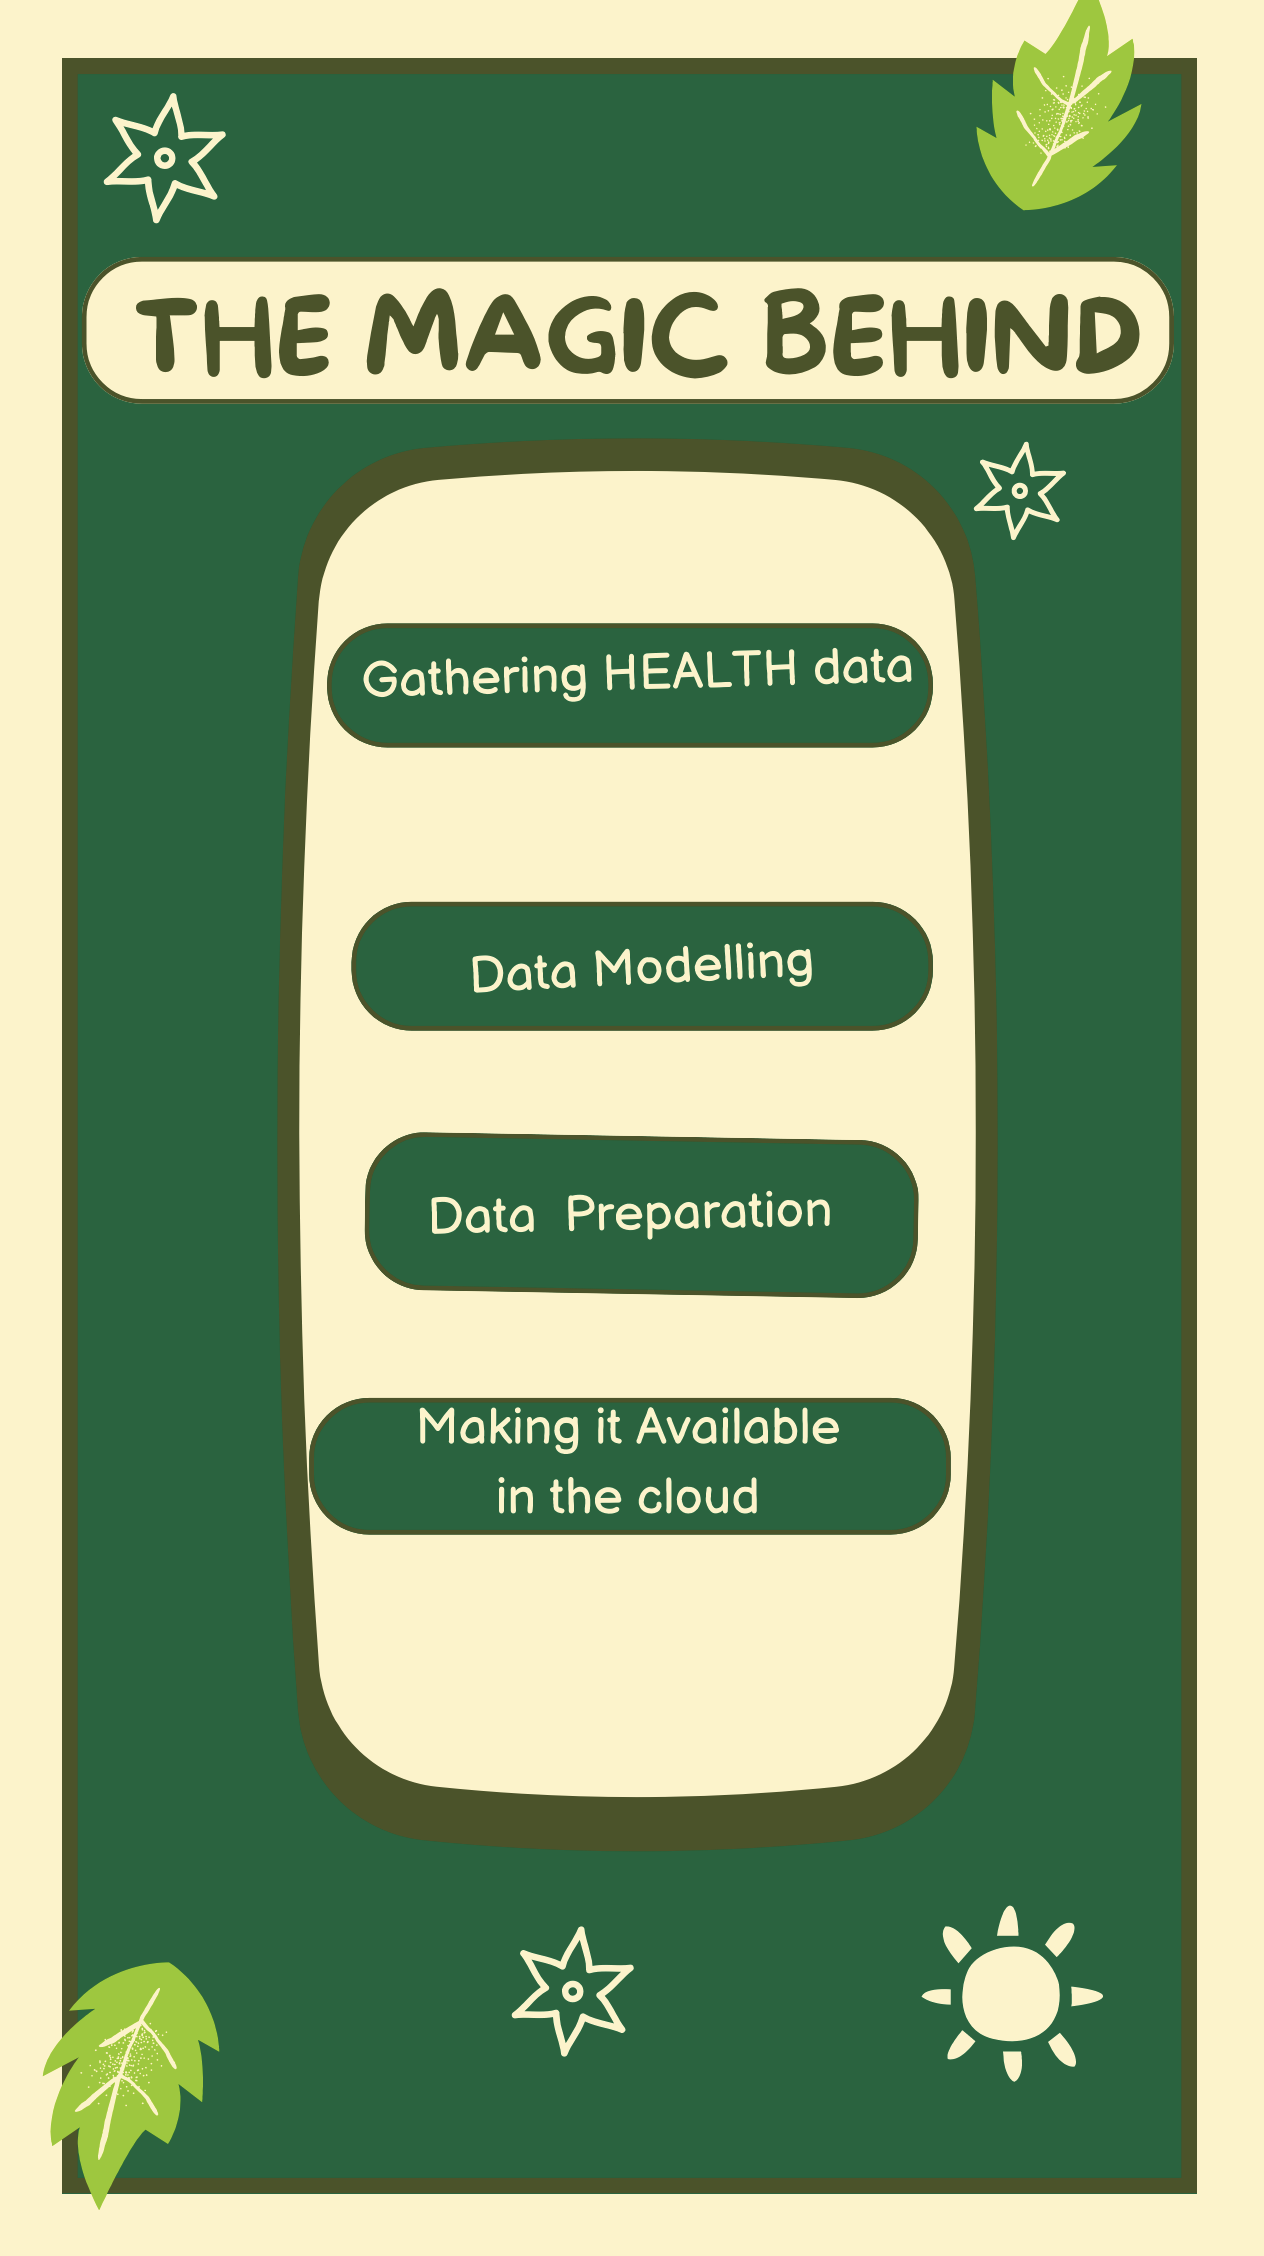 THE MAGIC BEHIND
Gathering HEALTH data
Data Modelling
Data Preparation
Making it Available
in the cloud